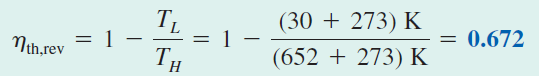 η_th,rev = 1 − T_L / T_H = 1 − (30 + 273) K / (652 + 273) K = 0.672